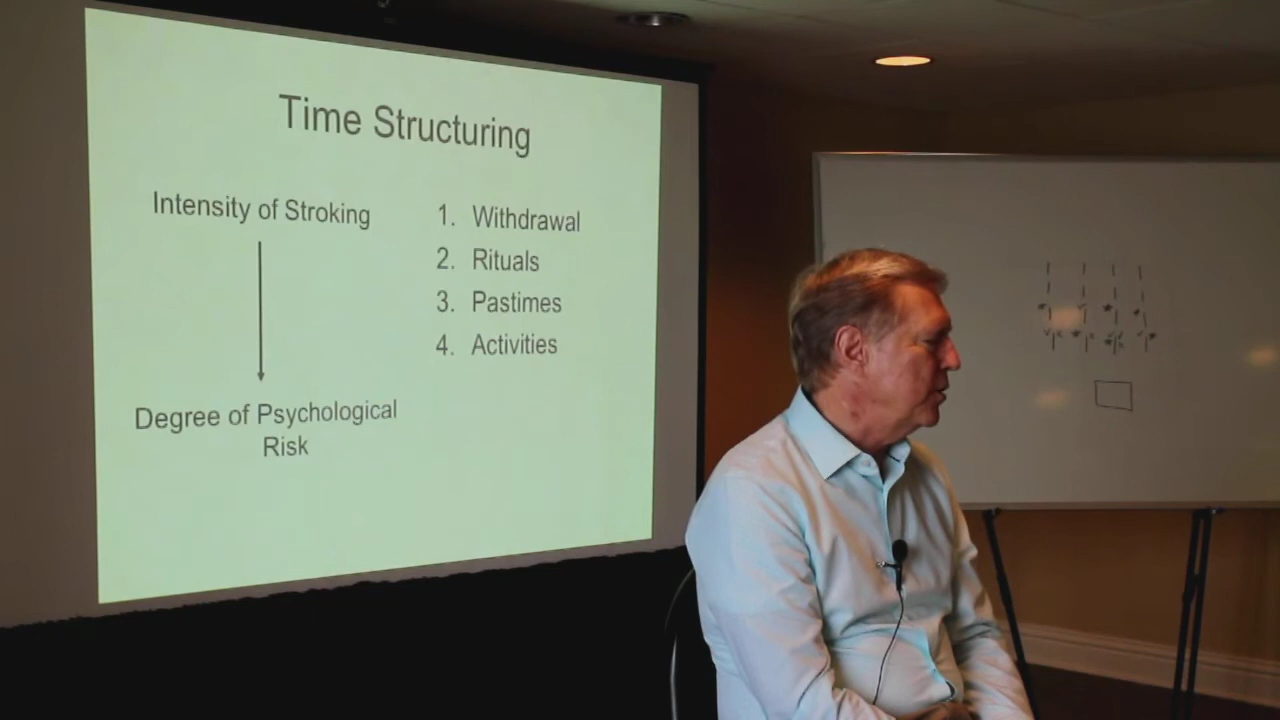 Time Structuring
Intensity of Stroking
Degree of Psychological
Risk
1. Withdrawal
2. Rituals
3. Pastimes
4. Activities